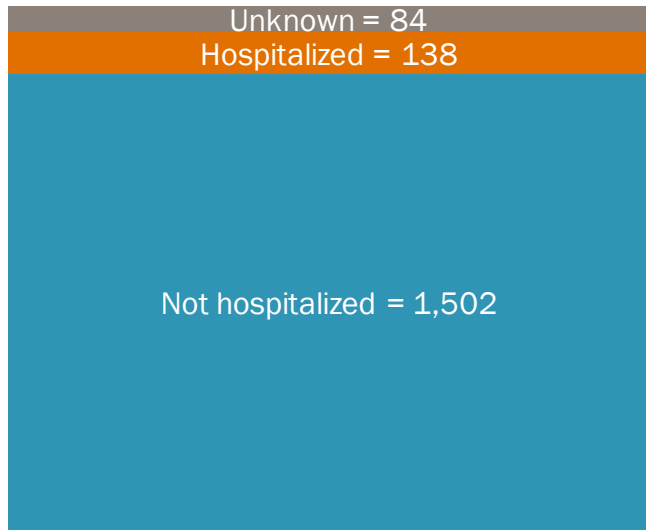 Unknown = 84
Hospitalized = 138
Not hospitalized = 1,502